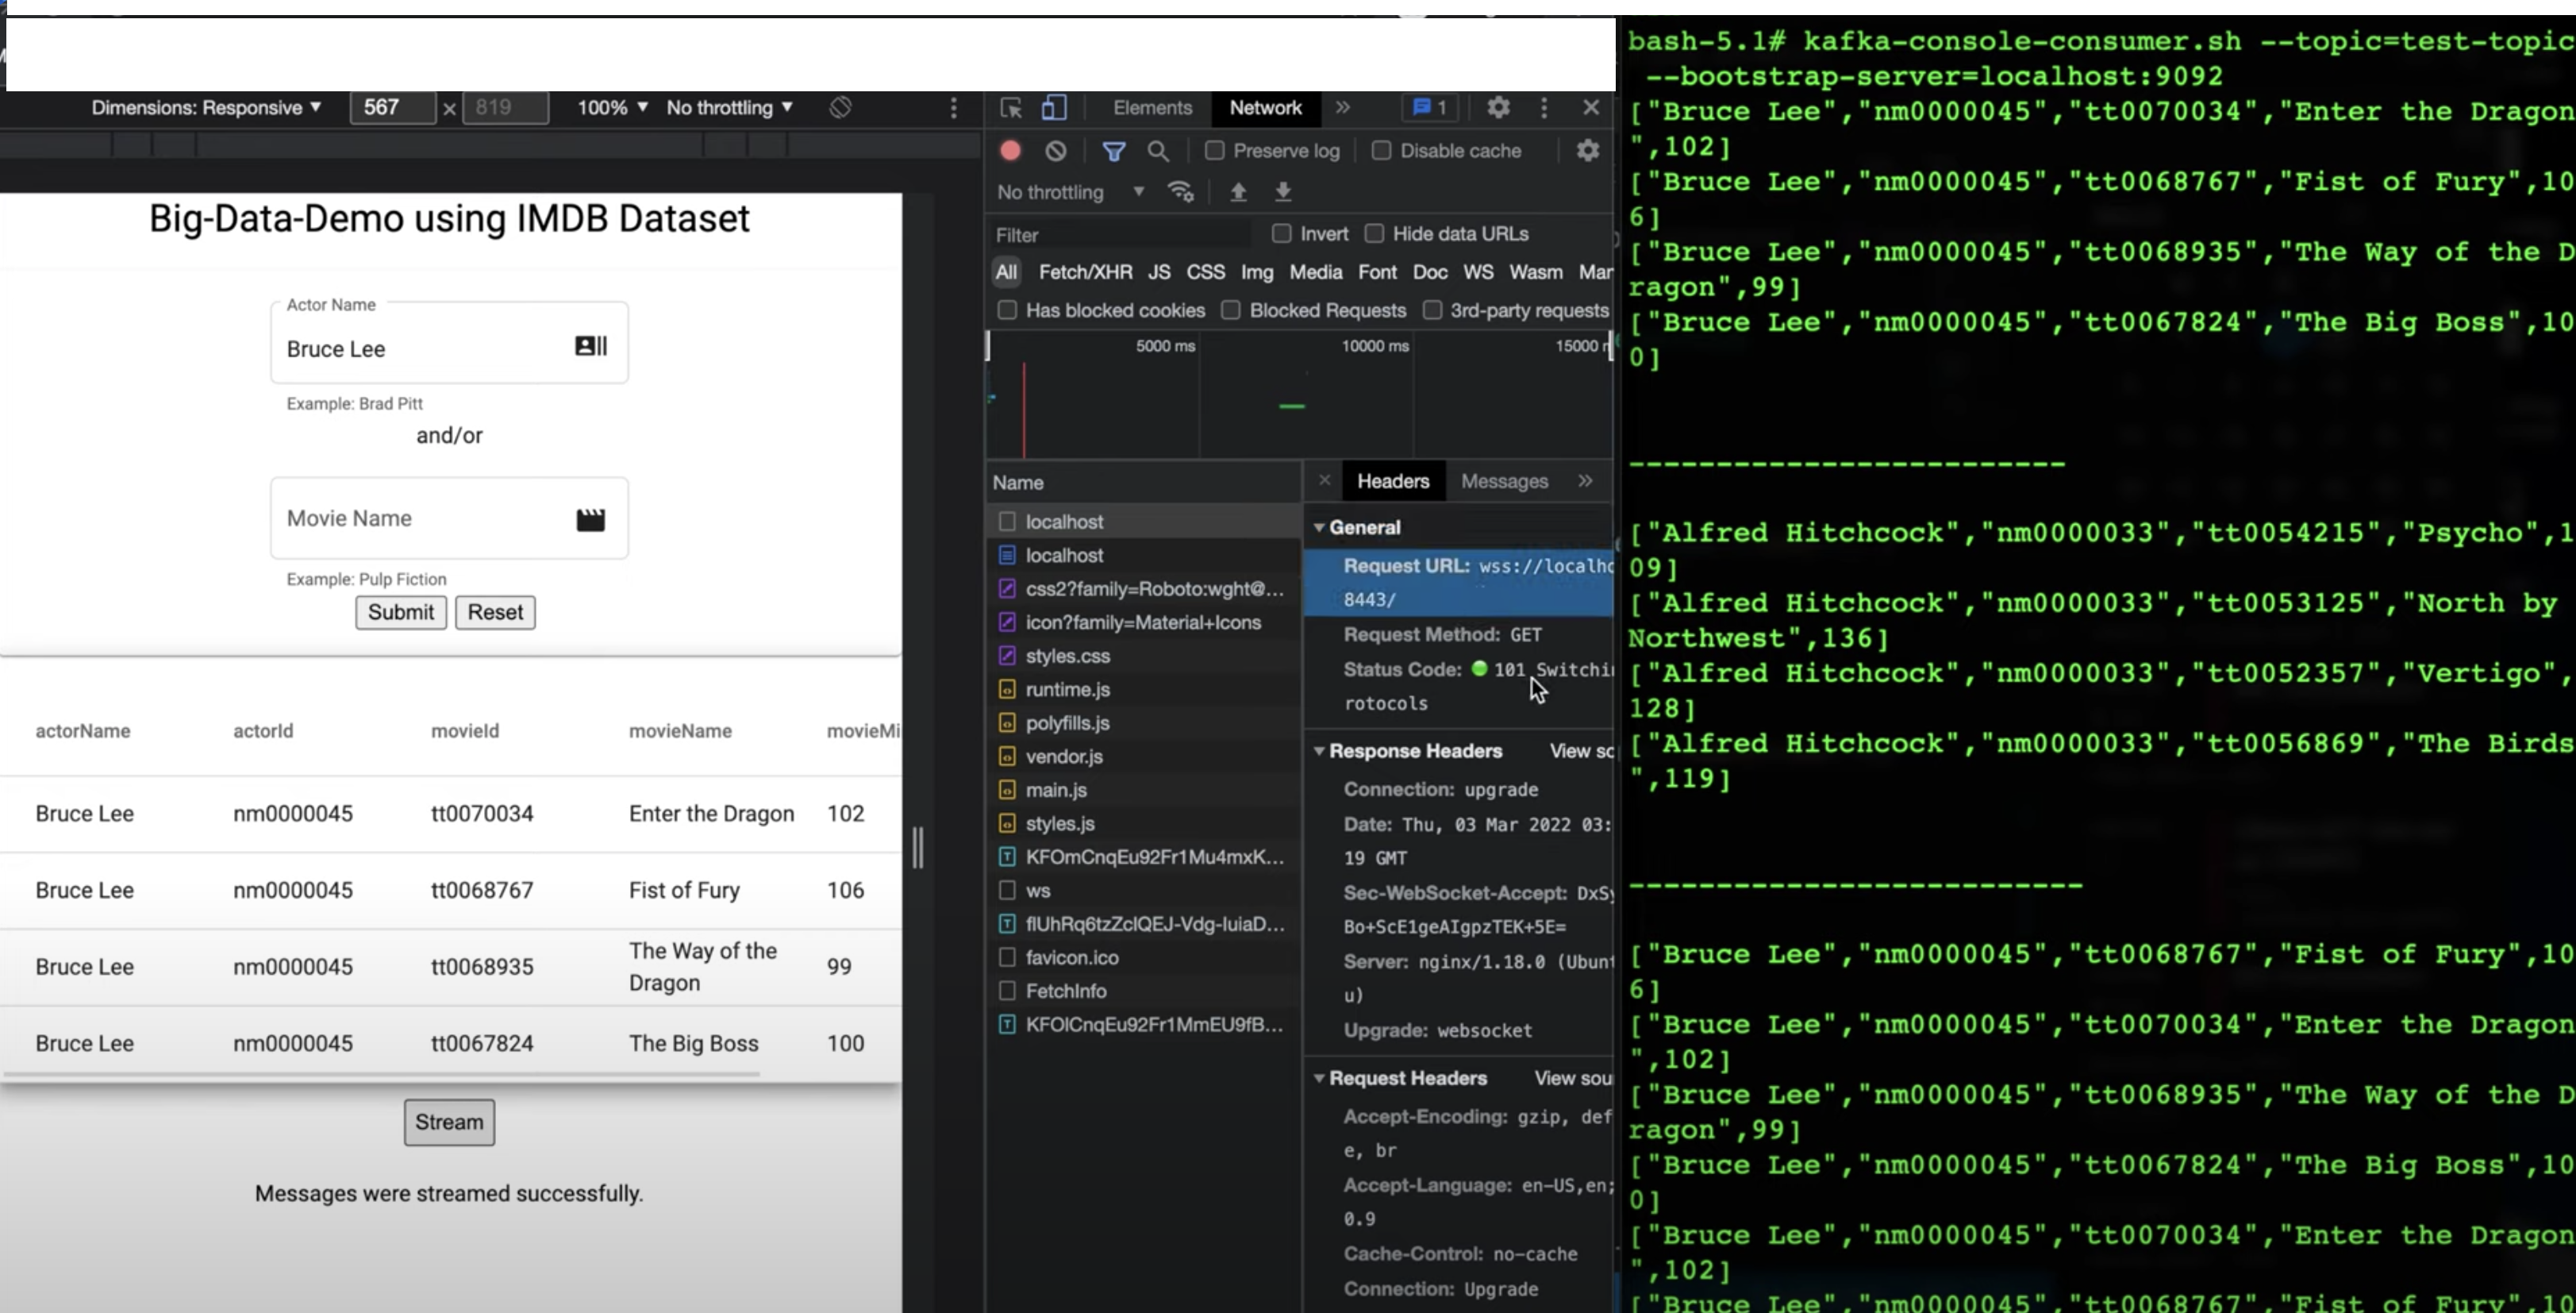 Dimensions: Responsive ▼ 567 × 819 100% ▼ No throttling ▼
Big-Data-Demo using IMDB Dataset
Actor Name
Bruce Lee
Example: Brad Pitt
and/or
Movie Name
Example: Pulp Fiction
Submit Reset
actorName actorId movieId movieName movieMi
Bruce Lee nm0000045 tt0070034 Enter the Dragon 102
Bruce Lee nm0000045 tt0068767 Fist of Fury 106
Bruce Lee nm0000045 tt0068935 The Way of the
Dragon 99
Bruce Lee nm0000045 tt0067824 The Big Boss 100
Stream
Messages were streamed successfully.
Elements Network » 1
Preserve log Disable cache
No throttling ▼
Filter Invert Hide data URLs
All Fetch/XHR JS CSS Img Media Font Doc WS Wasm Mar
Has blocked cookies Blocked Requests 3rd-party requests
5000 ms 10000 ms 15000 
Name
localhost
localhost
css2?family=Roboto:wght@...
icon?family=Material+Icons
styles.css
runtime.js
polyfills.js
vendor.js
main.js
styles.js
KFOmCnqEu92Fr1Mu4mxK...
ws
flUhRq6tzZclQEJ-Vdg-IuiaD...
favicon.ico
FetchInfo
KFOlCnqEu92Fr1MmEU9fB...
× Headers Messages »
General
Request URL: wss://localho
8443/
Request Method: GET
Status Code: 101 Switchin
rotocols
Response Headers View so
Connection: upgrade
Date: Thu, 03 Mar 2022 03:
19 GMT
Sec-WebSocket-Accept: DxSy
Bo+ScE1geAIgpzTEK+5E=
Server: nginx/1.18.0 (Ubunt
u)
Upgrade: websocket
Request Headers View sou
Accept-Encoding: gzip, def
e, br
Accept-Language: en-US,en;
0.9
Cache-Control: no-cache
Connection: Upgrade
bash-5.1# kafka-console-consumer.sh --topic=test-topic
--bootstrap-server=localhost:9092
["Bruce Lee","nm0000045","tt0070034","Enter the Dragon
",102]
["Bruce Lee","nm0000045","tt0068767","Fist of Fury",10
6]
["Bruce Lee","nm0000045","tt0068935","The Way of the D
ragon",99]
["Bruce Lee","nm0000045","tt0067824","The Big Boss",10
0]
-------------------------
["Alfred Hitchcock","nm0000033","tt0054215","Psycho",1
09]
["Alfred Hitchcock","nm0000033","tt0053125","North by
Northwest",136]
["Alfred Hitchcock","nm0000033","tt0052357","Vertigo",
128]
["Alfred Hitchcock","nm0000033","tt0056869","The Birds
",119]
--------------------------
["Bruce Lee","nm0000045","tt0068767","Fist of Fury",10
6]
["Bruce Lee","nm0000045","tt0070034","Enter the Dragon
",102]
["Bruce Lee","nm0000045","tt0068935","The Way of the D
ragon",99]
["Bruce Lee","nm0000045","tt0067824","The Big Boss",10
0]
["Bruce Lee","nm0000045","tt0070034","Enter the Dragon
",102]
["Bruce Lee","nm0000045","tt0068767","Fist of Fury",10